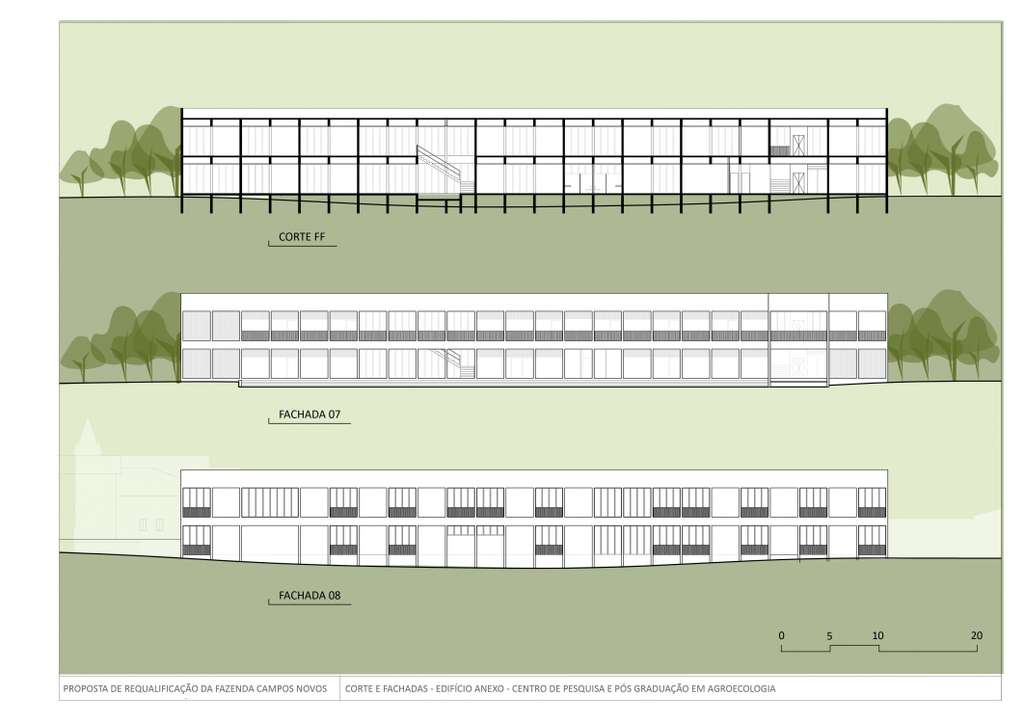 CORTE FF
FACHADA 07
FACHADA 08
0 5 10 20
PROPOSTA DE REQUALIFICAÇÃO DA FAZENDA CAMPOS NOVOS
CORTE E FACHADAS - EDIFÍCIO ANEXO - CENTRO DE PESQUISA E PÓS GRADUAÇÃO EM AGROECOLOGIA